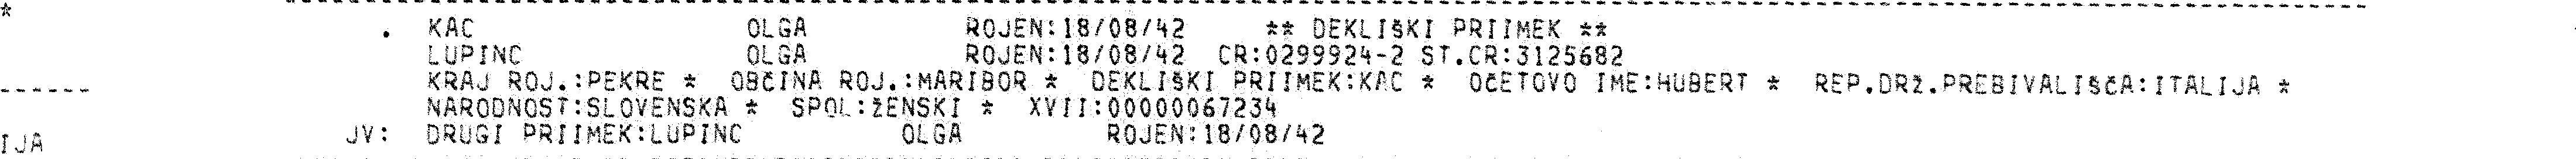 *
. KAC OLGA ROJEN:18/08/42 ** DEKLIŠKI PRIIMEK **
LUPINC OLGA ROJEN:18/08/42 CR:0299924-2 ST.CR:3125682
KRAJ ROJ.:PEKRE * OBČINA ROJ.:MARIBOR * DEKLIŠKI PRIIMEK:KAC * OČETOVO IME:HUBERT * REP.DRŽ.PREBIVALIŠČA:ITALIJA *
------
NARODNOST:SLOVENSKA * SPOL:ŽENSKI * XVII:00000067234
JV: DRUGI PRIIMEK:LUPINC OLGA ROJEN:18/08/42
IJA